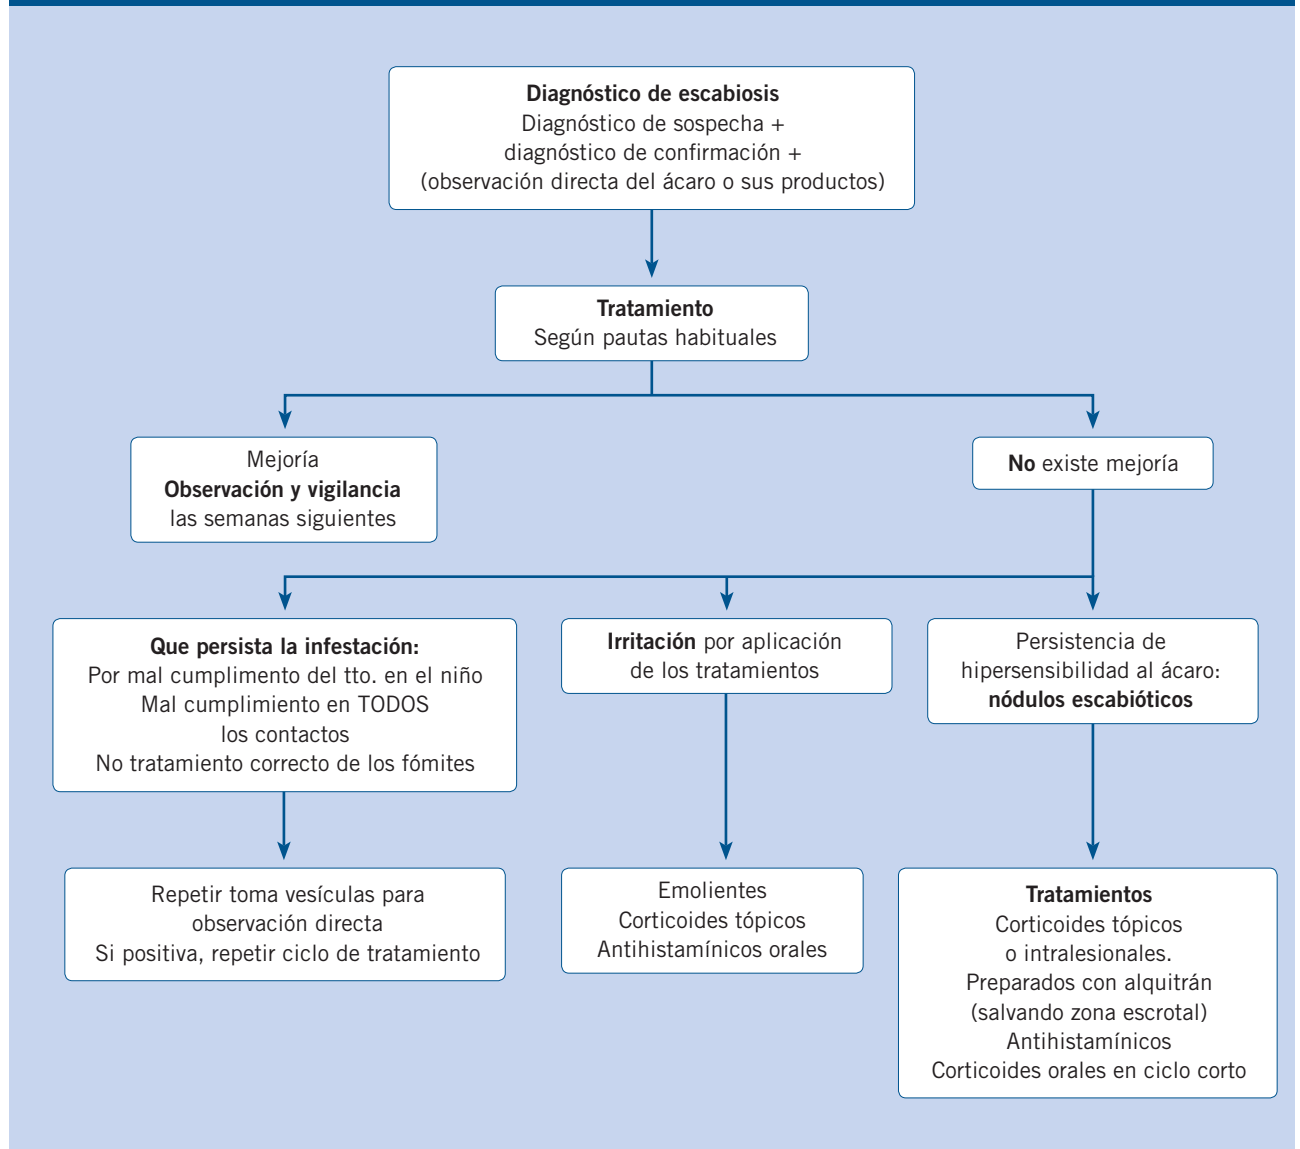 Diagnóstico de escabiosis
Diagnóstico de sospecha +
diagnóstico de confirmación +
(observación directa del ácaro o sus productos)
Tratamiento
Según pautas habituales
Mejoría
Observación y vigilancia
las semanas siguientes
No existe mejoría
Que persista la infestación:
Por mal cumplimento del tto. en el niño
Mal cumplimiento en TODOS
los contactos
No tratamiento correcto de los fómites
Irritación por aplicación
de los tratamientos
Persistencia de
hipersensibilidad al ácaro:
nódulos escabióticos
Repetir toma vesículas para
observación directa
Si positiva, repetir ciclo de tratamiento
Emolientes
Corticoides tópicos
Antihistamínicos orales
Tratamientos
Corticoides tópicos
o intralesionales.
Preparados con alquitrán
(salvando zona escrotal)
Antihistamínicos
Corticoides orales en ciclo corto